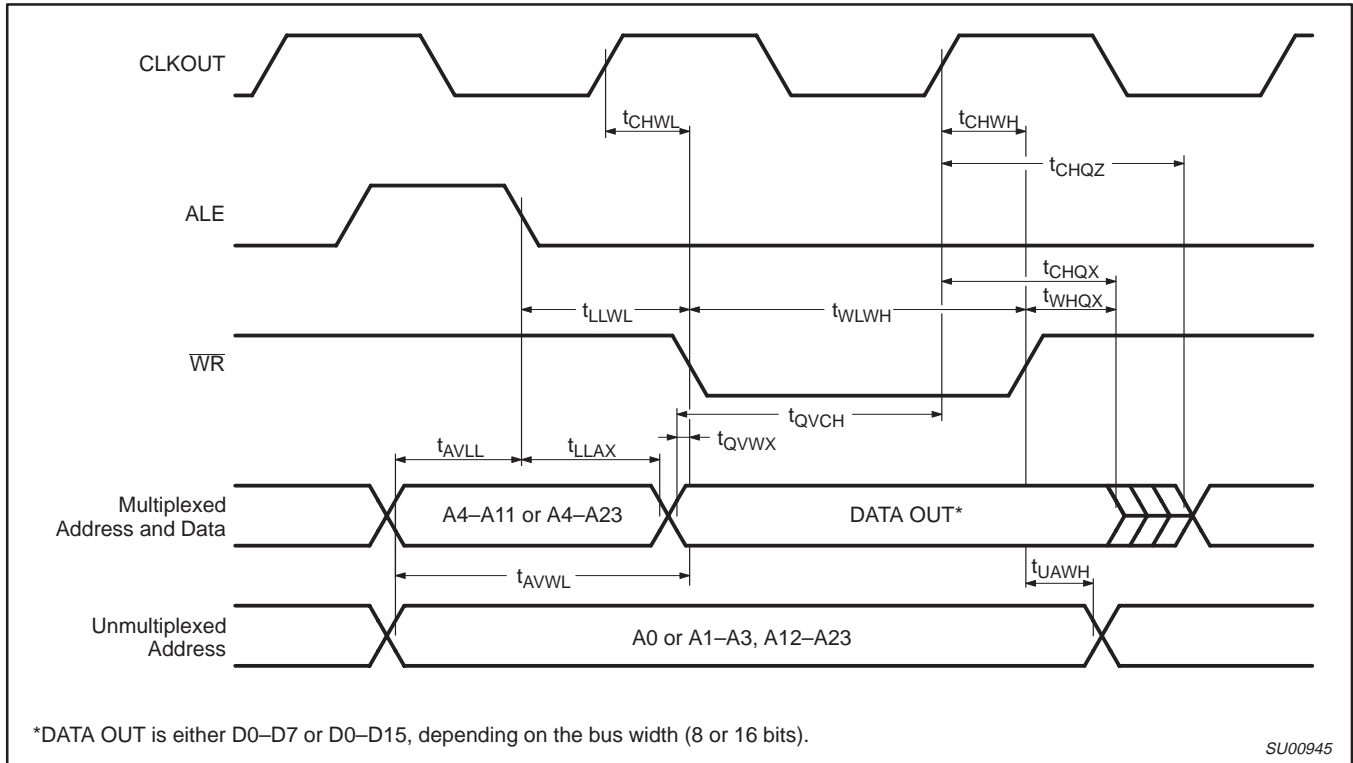 CLKOUT
tCHWL
tCHWH
tCHQZ
ALE
tCHQX
tLLWL
tWLWH
tWHQX
WR
tQVCH
tAVLL
tLLAX
tQVWX
Multiplexed
Address and Data
A4–A11 or A4–A23
DATA OUT*
tAVWL
tUAWH
Unmultiplexed
Address
A0 or A1–A3, A12–A23
*DATA OUT is either D0–D7 or D0–D15, depending on the bus width (8 or 16 bits).
SU00945